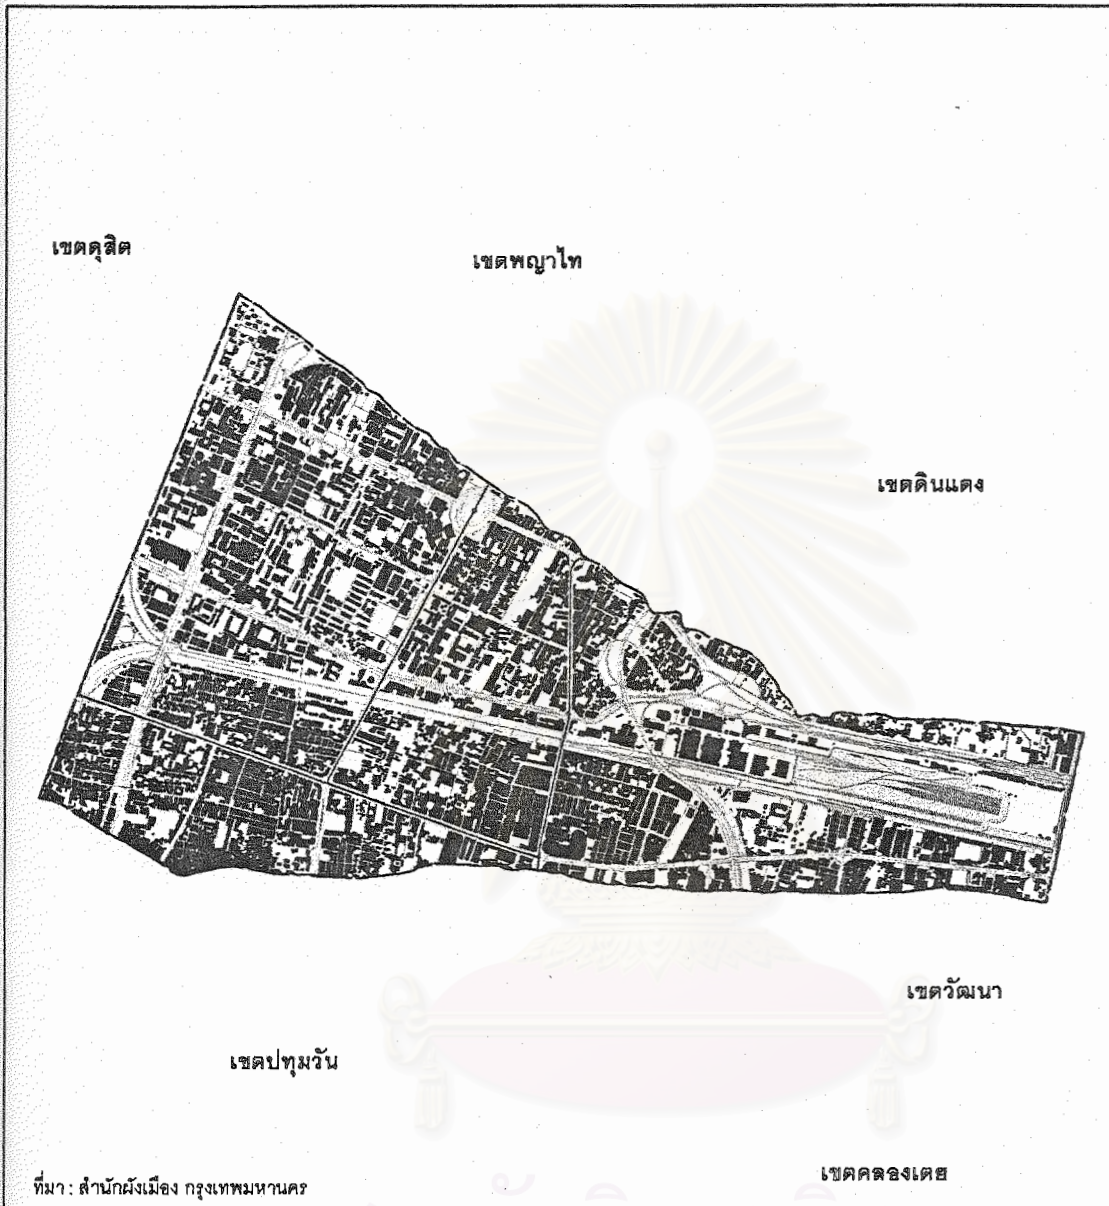 เขตดุสิต
เขตพญาไท
เขตดินแดง
เขตวัฒนา
เขตปทุมวัน
เขตคลองเตย
ที่มา : สำนักผังเมือง กรุงเทพมหานคร